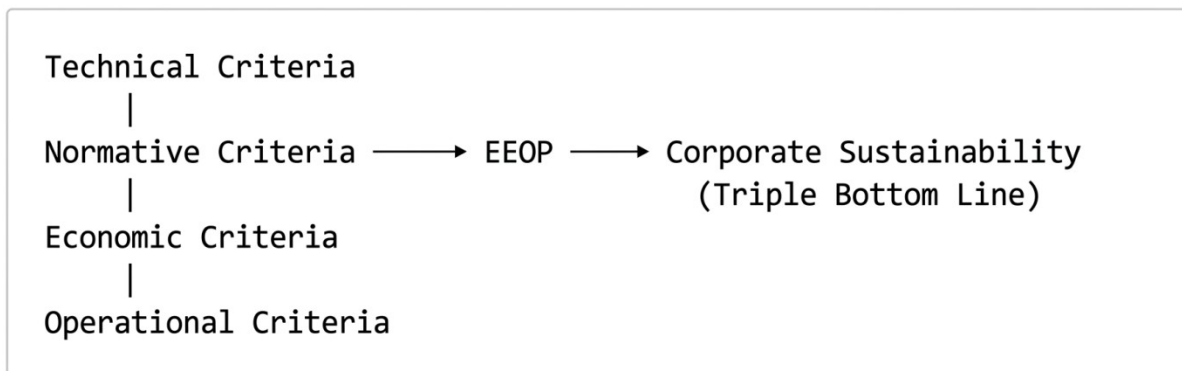 Technical Criteria
|
Normative Criteria ⟶ EEOP ⟶ Corporate Sustainability
| (Triple Bottom Line)
Economic Criteria
|
Operational Criteria